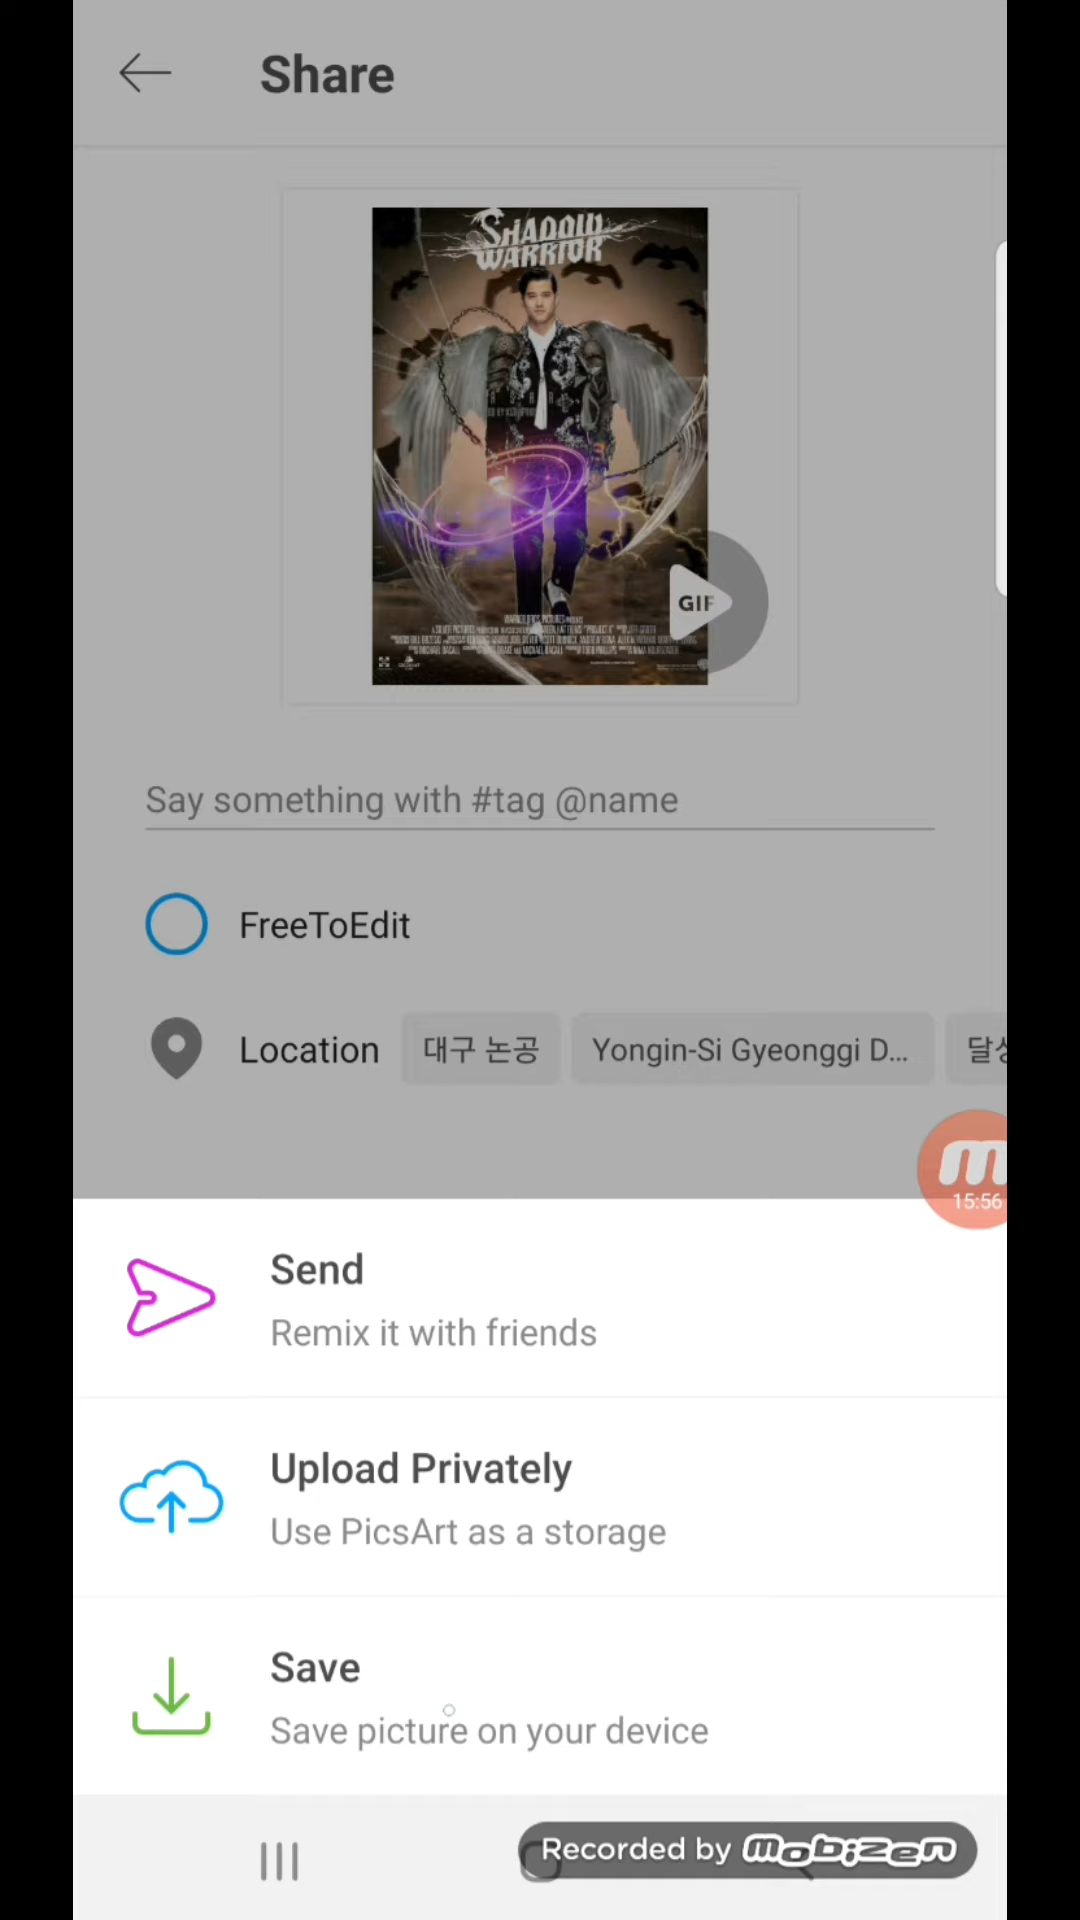 Share
SHADOW
WARRIOR
GIF
Say something with #tag @name
FreeToEdit
Location 대구 논공 Yongin-Si Gyeonggi D...
15:56
Send
Remix it with friends
Upload Privately
Use PicsArt as a storage
Save
Save picture on your device
Recorded by mobizen